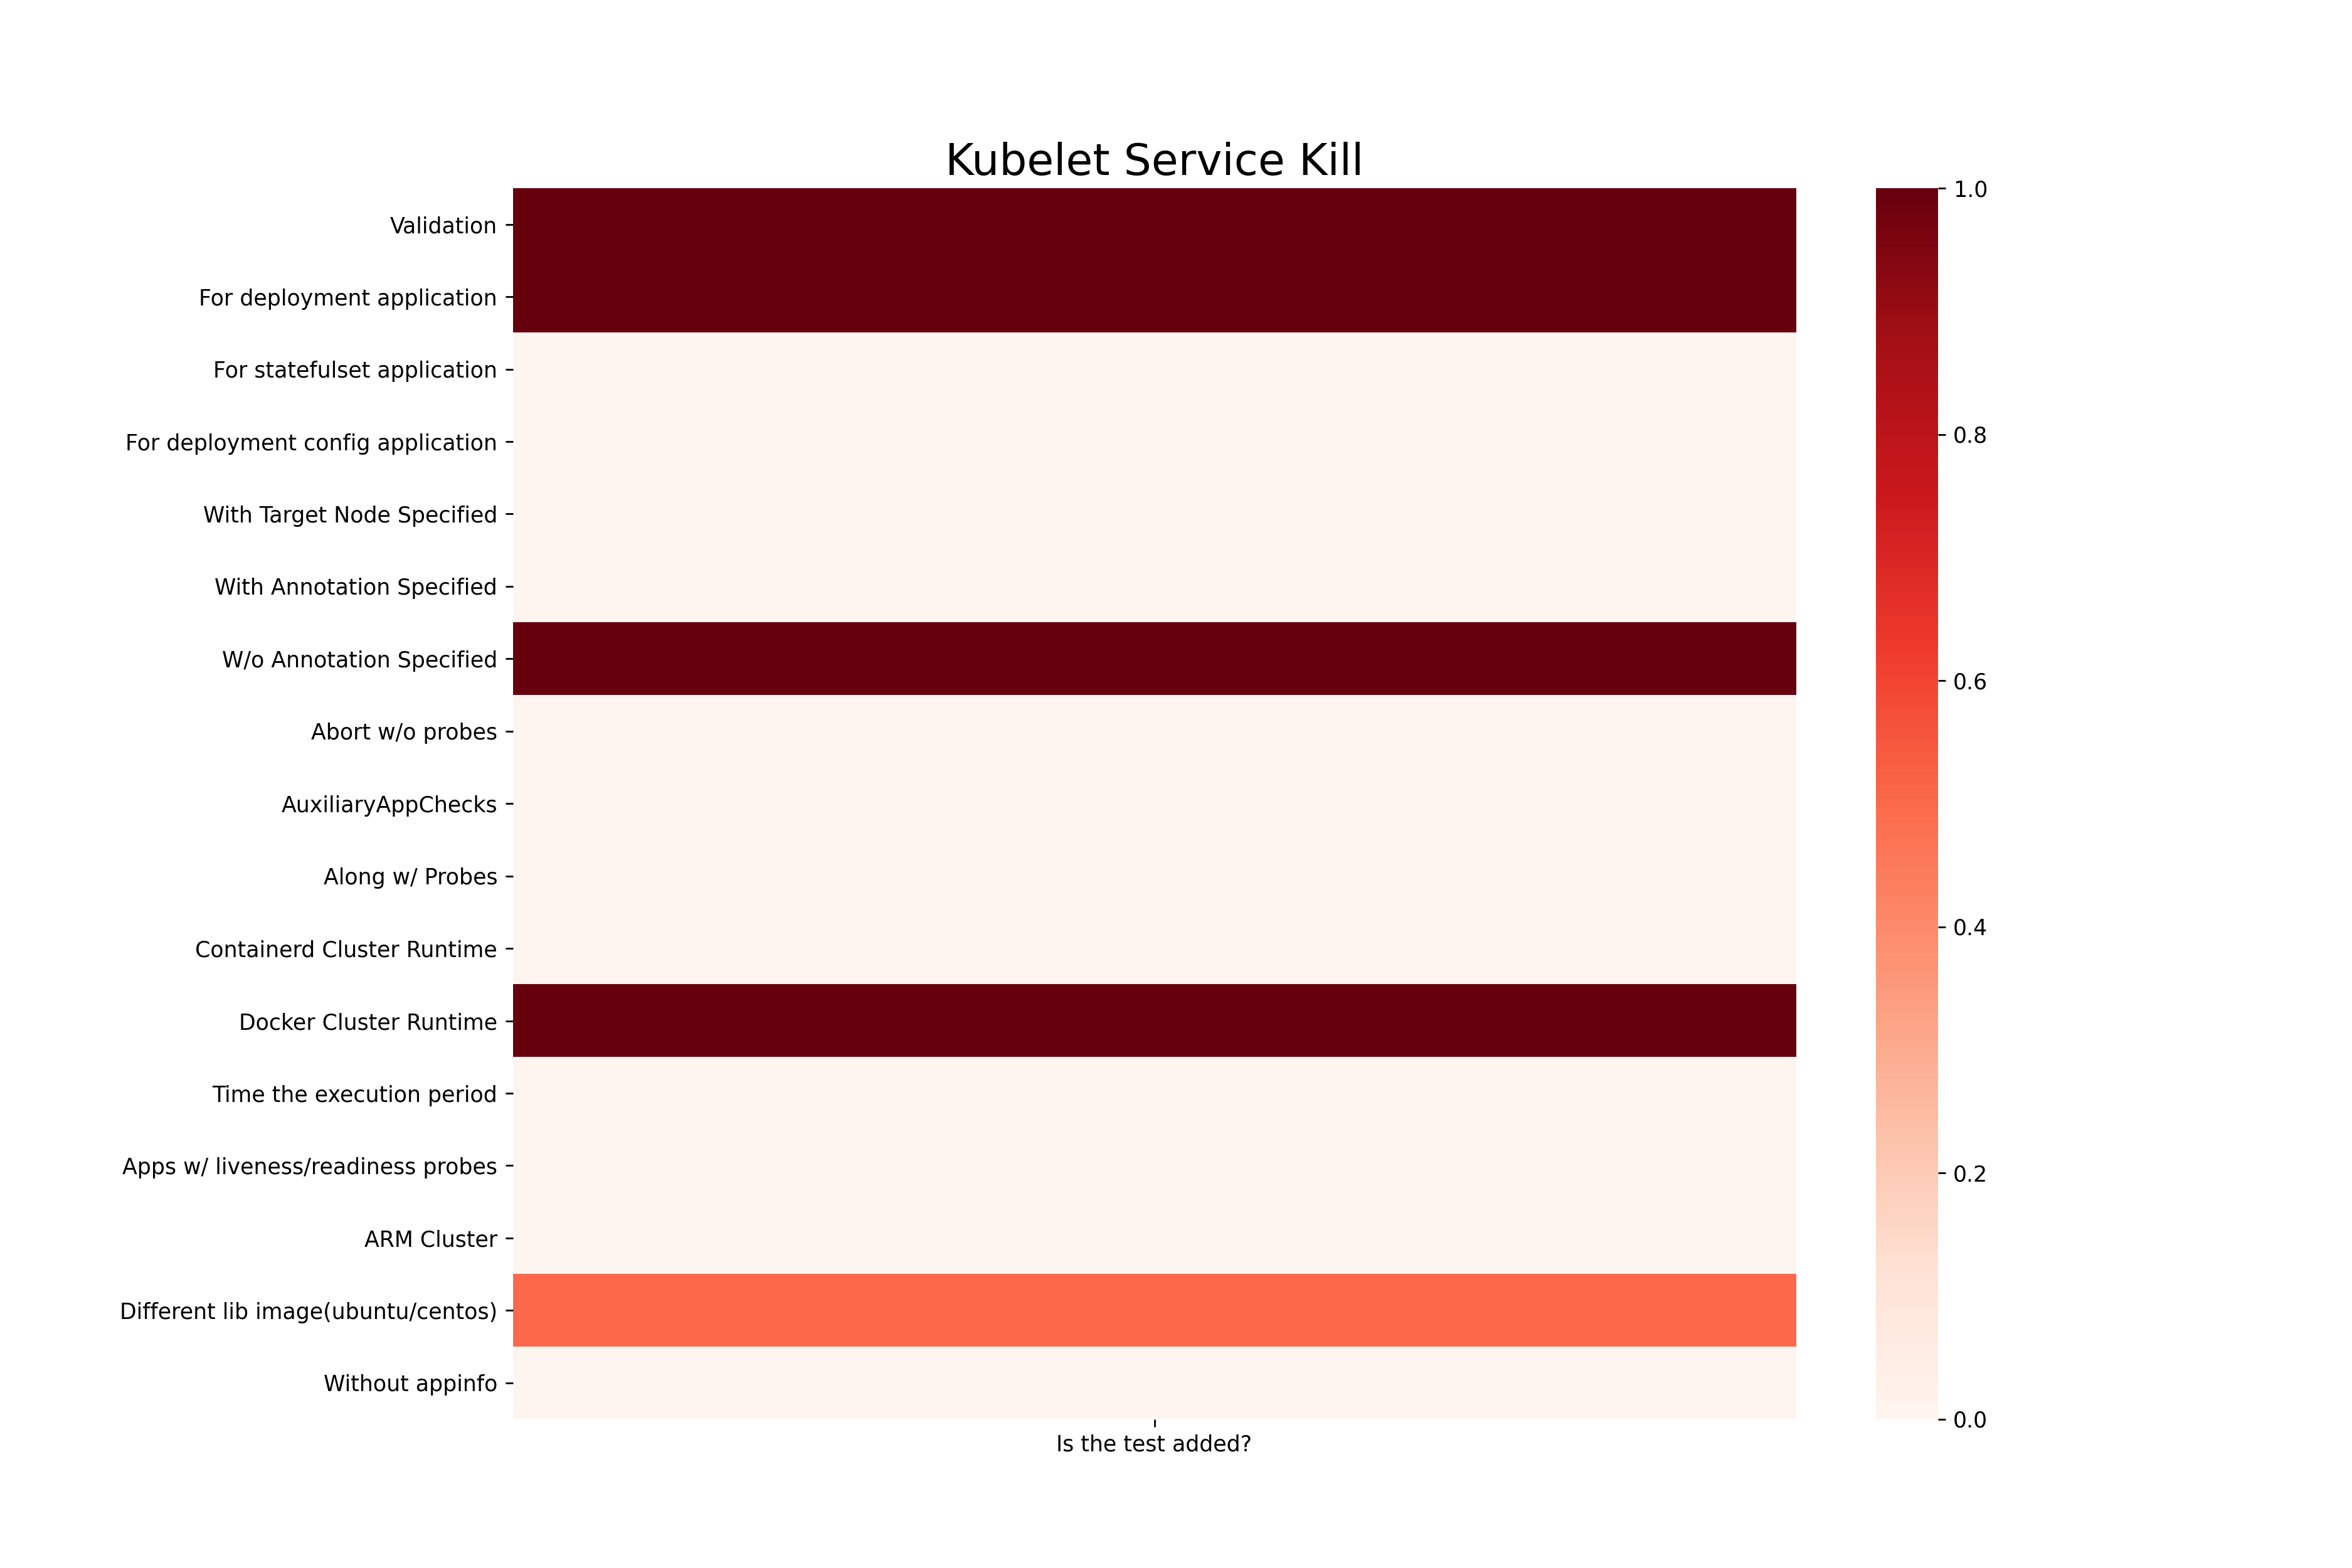 Kubelet Service Kill
Validation
For deployment application
For statefulset application
For deployment config application
With Target Node Specified
With Annotation Specified
W/o Annotation Specified
Abort w/o probes
AuxiliaryAppChecks
Along w/ Probes
Containerd Cluster Runtime
Docker Cluster Runtime
Time the execution period
Apps w/ liveness/readiness probes
ARM Cluster
Different lib image(ubuntu/centos)
Without appinfo
Is the test added?
1.0
0.8
0.6
0.4
0.2
0.0